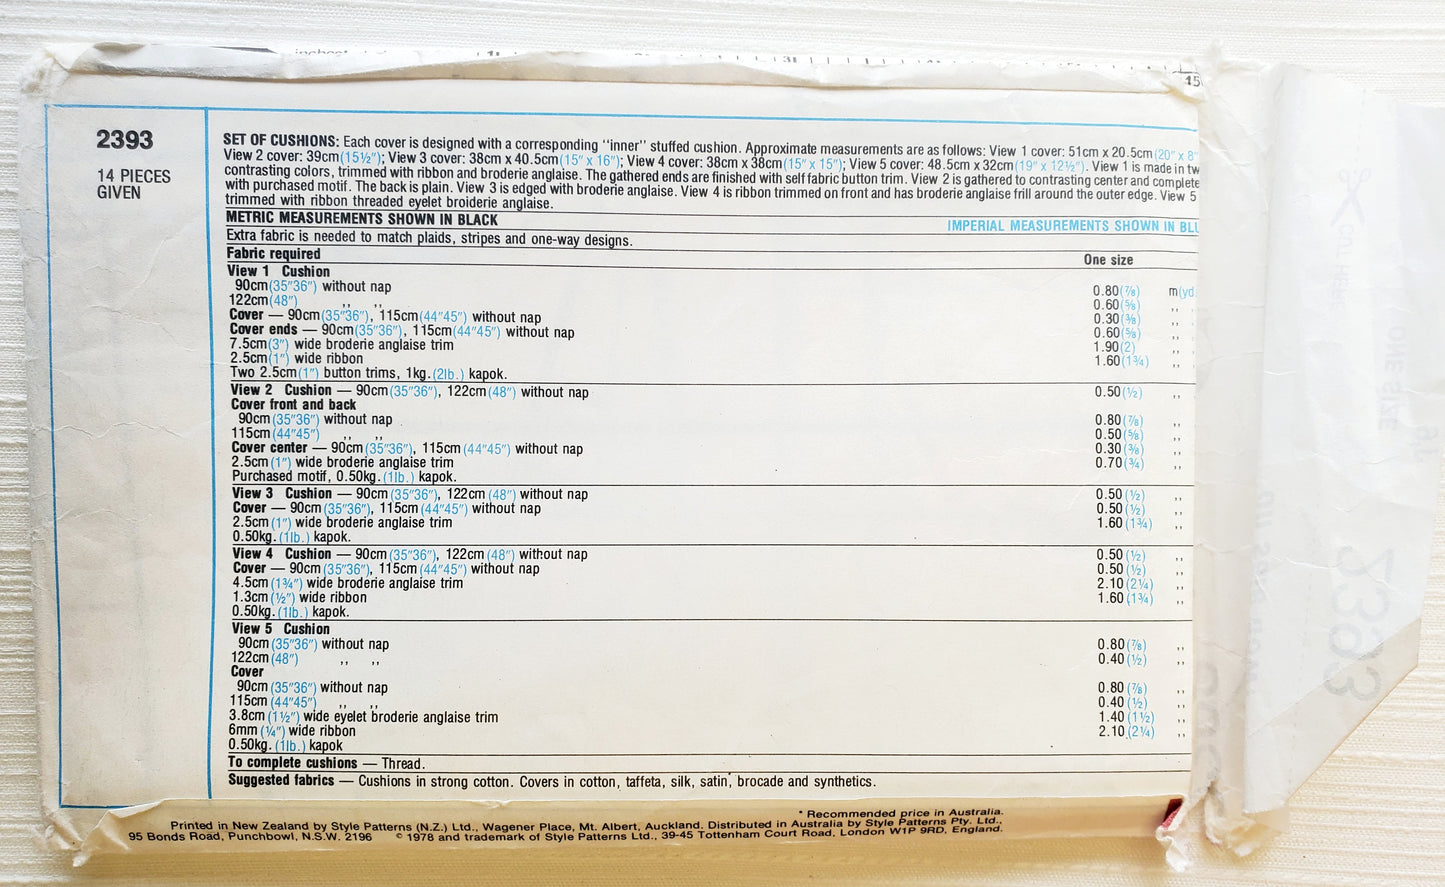 15
2393
14 PIECES
GIVEN
SET OF CUSHIONS: Each cover is designed with a corresponding "inner" stuffed cushion. Approximate measurements are as follows: View 1 cover: 51cm x 20.5cm (20" x 8"
View 2 cover: 39cm (15½"); View 3 cover: 38cm x 40.5cm (15" x 16"); View 4 cover: 38cm x 38cm (15" x 15"); View 5 cover: 48.5cm x 32cm (19" x 12½"). View 1 is made in tw
contrasting colors, trimmed with ribbon and broderie anglaise. The gathered ends are finished with self fabric button trim. View 2 is gathered to contrasting center and complete
with purchased motif. The back is plain. View 3 is edged with broderie anglaise. View 4 is ribbon trimmed on front and has broderie anglaise frill around the outer edge. View 5
trimmed with ribbon threaded eyelet broiderie anglaise.
METRIC MEASUREMENTS SHOWN IN BLACK IMPERIAL MEASUREMENTS SHOWN IN BLU
Extra fabric is needed to match plaids, stripes and one-way designs.
Fabric required One size
View 1 Cushion
90cm (35"36") without nap 0.80 (⅞) m (yd.
122cm (48") ,, ,, 0.60 (⅝) ,,
Cover — 90cm (35"36"), 115cm (44"45") without nap 0.30 (⅜) ,,
Cover ends — 90cm (35"36"), 115cm (44"45") without nap 0.60 (⅝) ,,
7.5cm (3") wide broderie anglaise trim 1.90 (2) ,,
2.5cm (1") wide ribbon 1.60 (1¾) ,,
Two 2.5cm (1") button trims, 1kg. (2lb.) kapok.
View 2 Cushion — 90cm (35"36"), 122cm (48") without nap 0.50 (½) ,,
Cover front and back
90cm (35"36") without nap 0.80 (⅞) ,,
115cm (44"45") ,, ,, 0.50 (⅝) ,,
Cover center — 90cm (35"36"), 115cm (44"45") without nap 0.30 (⅜) ,,
2.5cm (1") wide broderie anglaise trim 0.70 (¾) ,,
Purchased motif, 0.50kg. (1lb.) kapok.
View 3 Cushion — 90cm (35"36"), 122cm (48") without nap 0.50 (½) ,,
Cover — 90cm (35"36"), 115cm (44"45") without nap 0.50 (½) ,,
2.5cm (1") wide broderie anglaise trim 1.60 (1¾) ,,
0.50kg. (1lb.) kapok.
View 4 Cushion — 90cm (35"36"), 122cm (48") without nap 0.50 (½) ,,
Cover — 90cm (35"36"), 115cm (44"45") without nap 0.50 (½) ,,
4.5cm (1¾") wide broderie anglaise trim 2.10 (2¼) ,,
1.3cm (½") wide ribbon 1.60 (1¾) ,,
0.50kg. (1lb.) kapok.
View 5 Cushion
90cm (35"36") without nap 0.80 (⅞) ,,
122cm (48") ,, ,, 0.40 (½) ,,
Cover
90cm (35"36") without nap 0.80 (⅞) ,,
115cm (44"45") ,, ,, 0.40 (½) ,,
3.8cm (1½") wide eyelet broderie anglaise trim 1.40 (1½) ,,
6mm (¼") wide ribbon 2.10 (2¼) ,,
0.50kg. (1lb.) kapok
To complete cushions — Thread.
Suggested fabrics — Cushions in strong cotton. Covers in cotton, taffeta, silk, satin, brocade and synthetics.
* Recommended price in Australia.
Printed in New Zealand by Style Patterns (N.Z.) Ltd., Wagener Place, Mt. Albert, Auckland. Distributed in Australia by Style Patterns Pty. Ltd.,
95 Bonds Road, Punchbowl, N.S.W. 2196 © 1978 and trademark of Style Patterns Ltd., 39-45 Tottenham Court Road, London W1P 9RD, England.
CUT HERE
ONE SIZE
2393